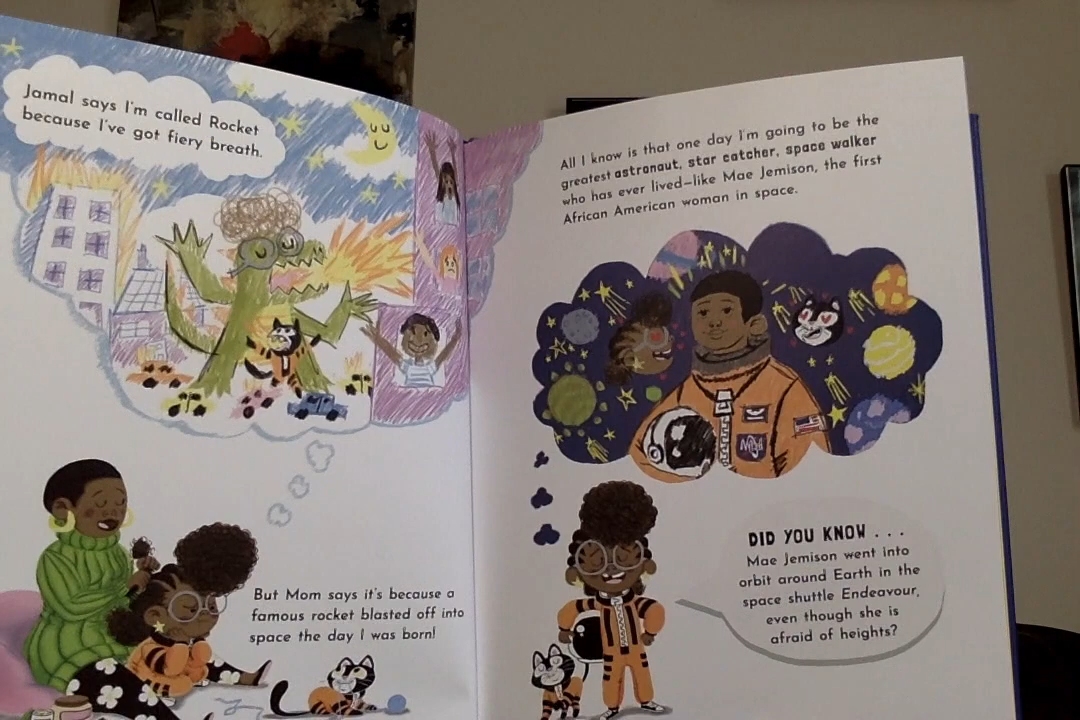 Jamal says I'm called Rocket
because I've got fiery breath.
But Mom says it's because a
famous rocket blasted off into
space the day I was born!
All I know is that one day I'm going to be the
greatest astronaut, star catcher, space walker
who has ever lived—like Mae Jemison, the first
African American woman in space.
NASA
DID YOU KNOW . . .
Mae Jemison went into
orbit around Earth in the
space shuttle Endeavour,
even though she is
afraid of heights?